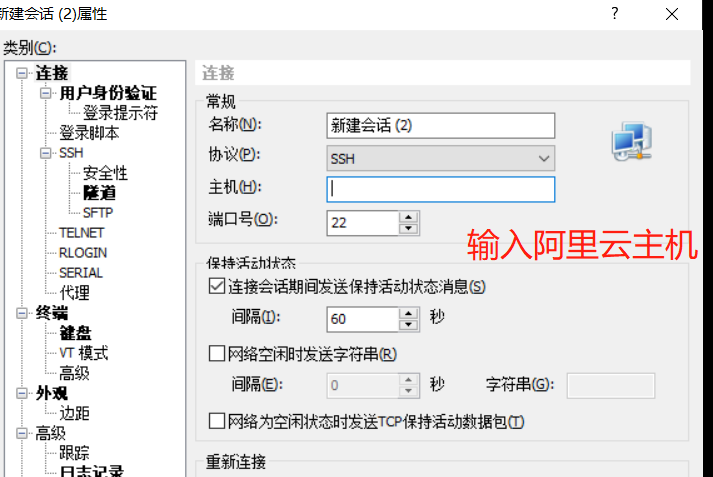 新建会话 (2)属性
?
类别(C):
连接
用户身份验证
登录提示符
登录脚本
SSH
安全性
隧道
SFTP
TELNET
RLOGIN
SERIAL
代理
终端
键盘
VT 模式
高级
外观
边距
高级
跟踪
日志记录
连接
常规
名称(N):
新建会话 (2)
协议(P):
SSH
主机(H):
端口号(O):
22
输入阿里云主机
保持活动状态
连接会话期间发送保持活动状态消息(S)
间隔(I):
60
秒
网络空闲时发送字符串(R)
间隔(E):
0
秒
字符串(G):
网络为空闲状态时发送TCP保持活动数据包(T)
重新连接